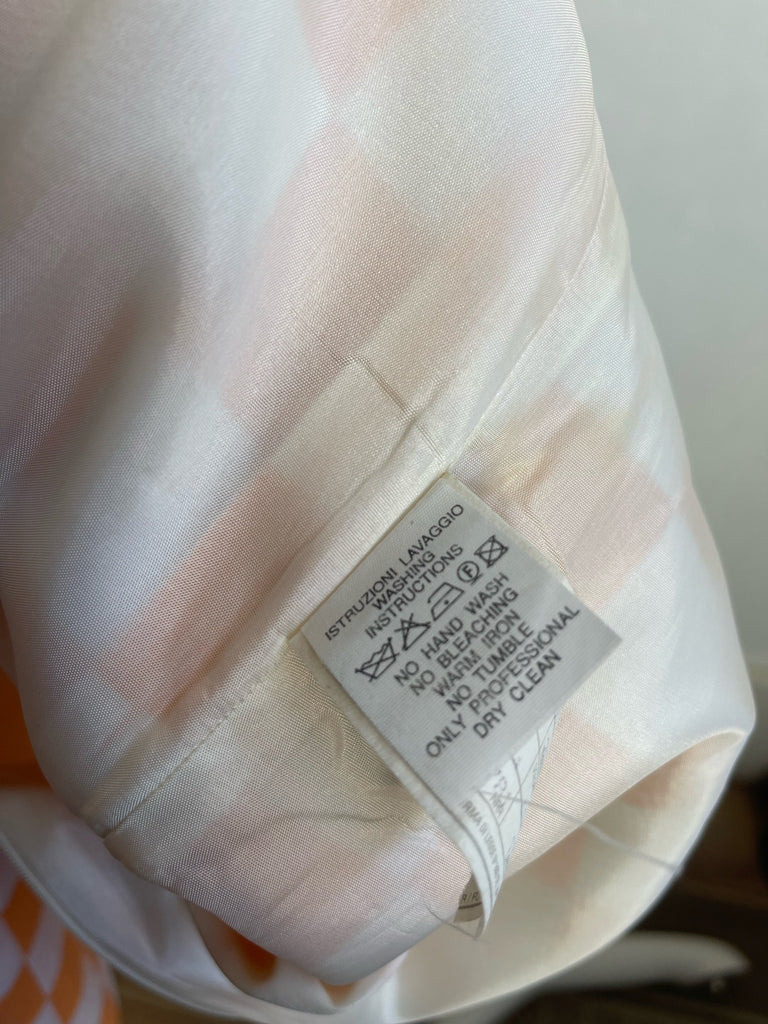 ISTRUZIONI LAVAGGIO
WASHING
INSTRUCTIONS
F
NO HAND WASH
NO BLEACHING
WARM IRON
NO TUMBLE
ONLY PROFESSIONAL
DRY CLEAN